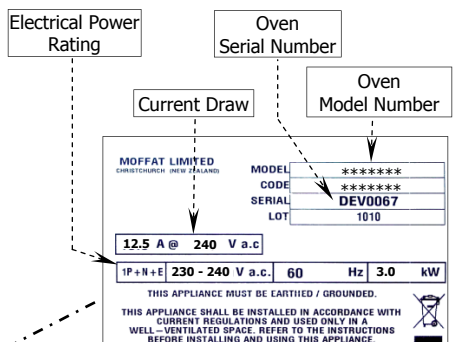 Electrical Power
Rating
Oven
Serial Number
Current Draw
Oven
Model Number
MOFFAT LIMITED
CHRISTCHURCH (NEW ZEALAND)
MODEL *******
CODE *******
SERIAL DEV0067
LOT 1010
12.5 A @ 240 V a.c
1P+N+E 230 - 240 V a.c. 60 Hz 3.0 kW
THIS APPLIANCE MUST BE EARTHED / GROUNDED.
THIS APPLIANCE SHALL BE INSTALLED IN ACCORDANCE WITH
CURRENT REGULATIONS AND USED ONLY IN A
WELL-VENTILATED SPACE. REFER TO THE INSTRUCTIONS
BEFORE INSTALLING AND USING THIS APPLIANCE.